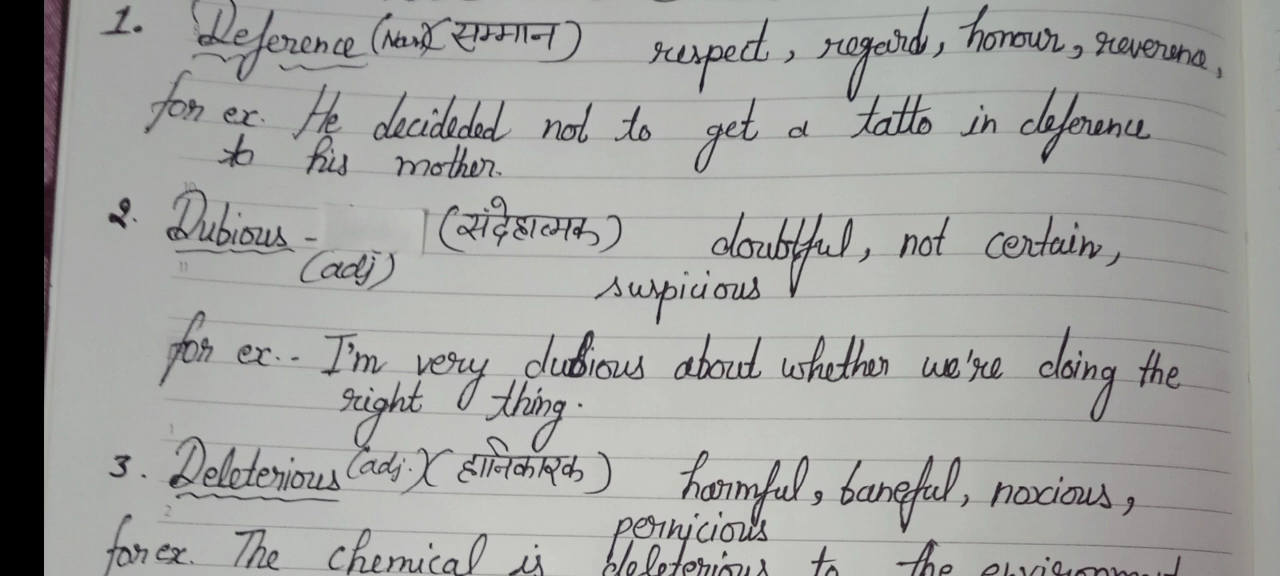 1. Deference (Noun) (सम्मान) respect, regard, honour, reverence,
for ex. He decideded not to get a tatto in deference
to his mother.
2. Dubious - (संदेहात्मक) doubtful, not certain,
(adj) suspicious
for ex.- I'm very dubious about whether we're doing the
right thing.
3. Deleterious (adj.) (हानिकारक) harmful, baneful, noxious,
pernicious
for ex. The chemical is deleterious to the environment